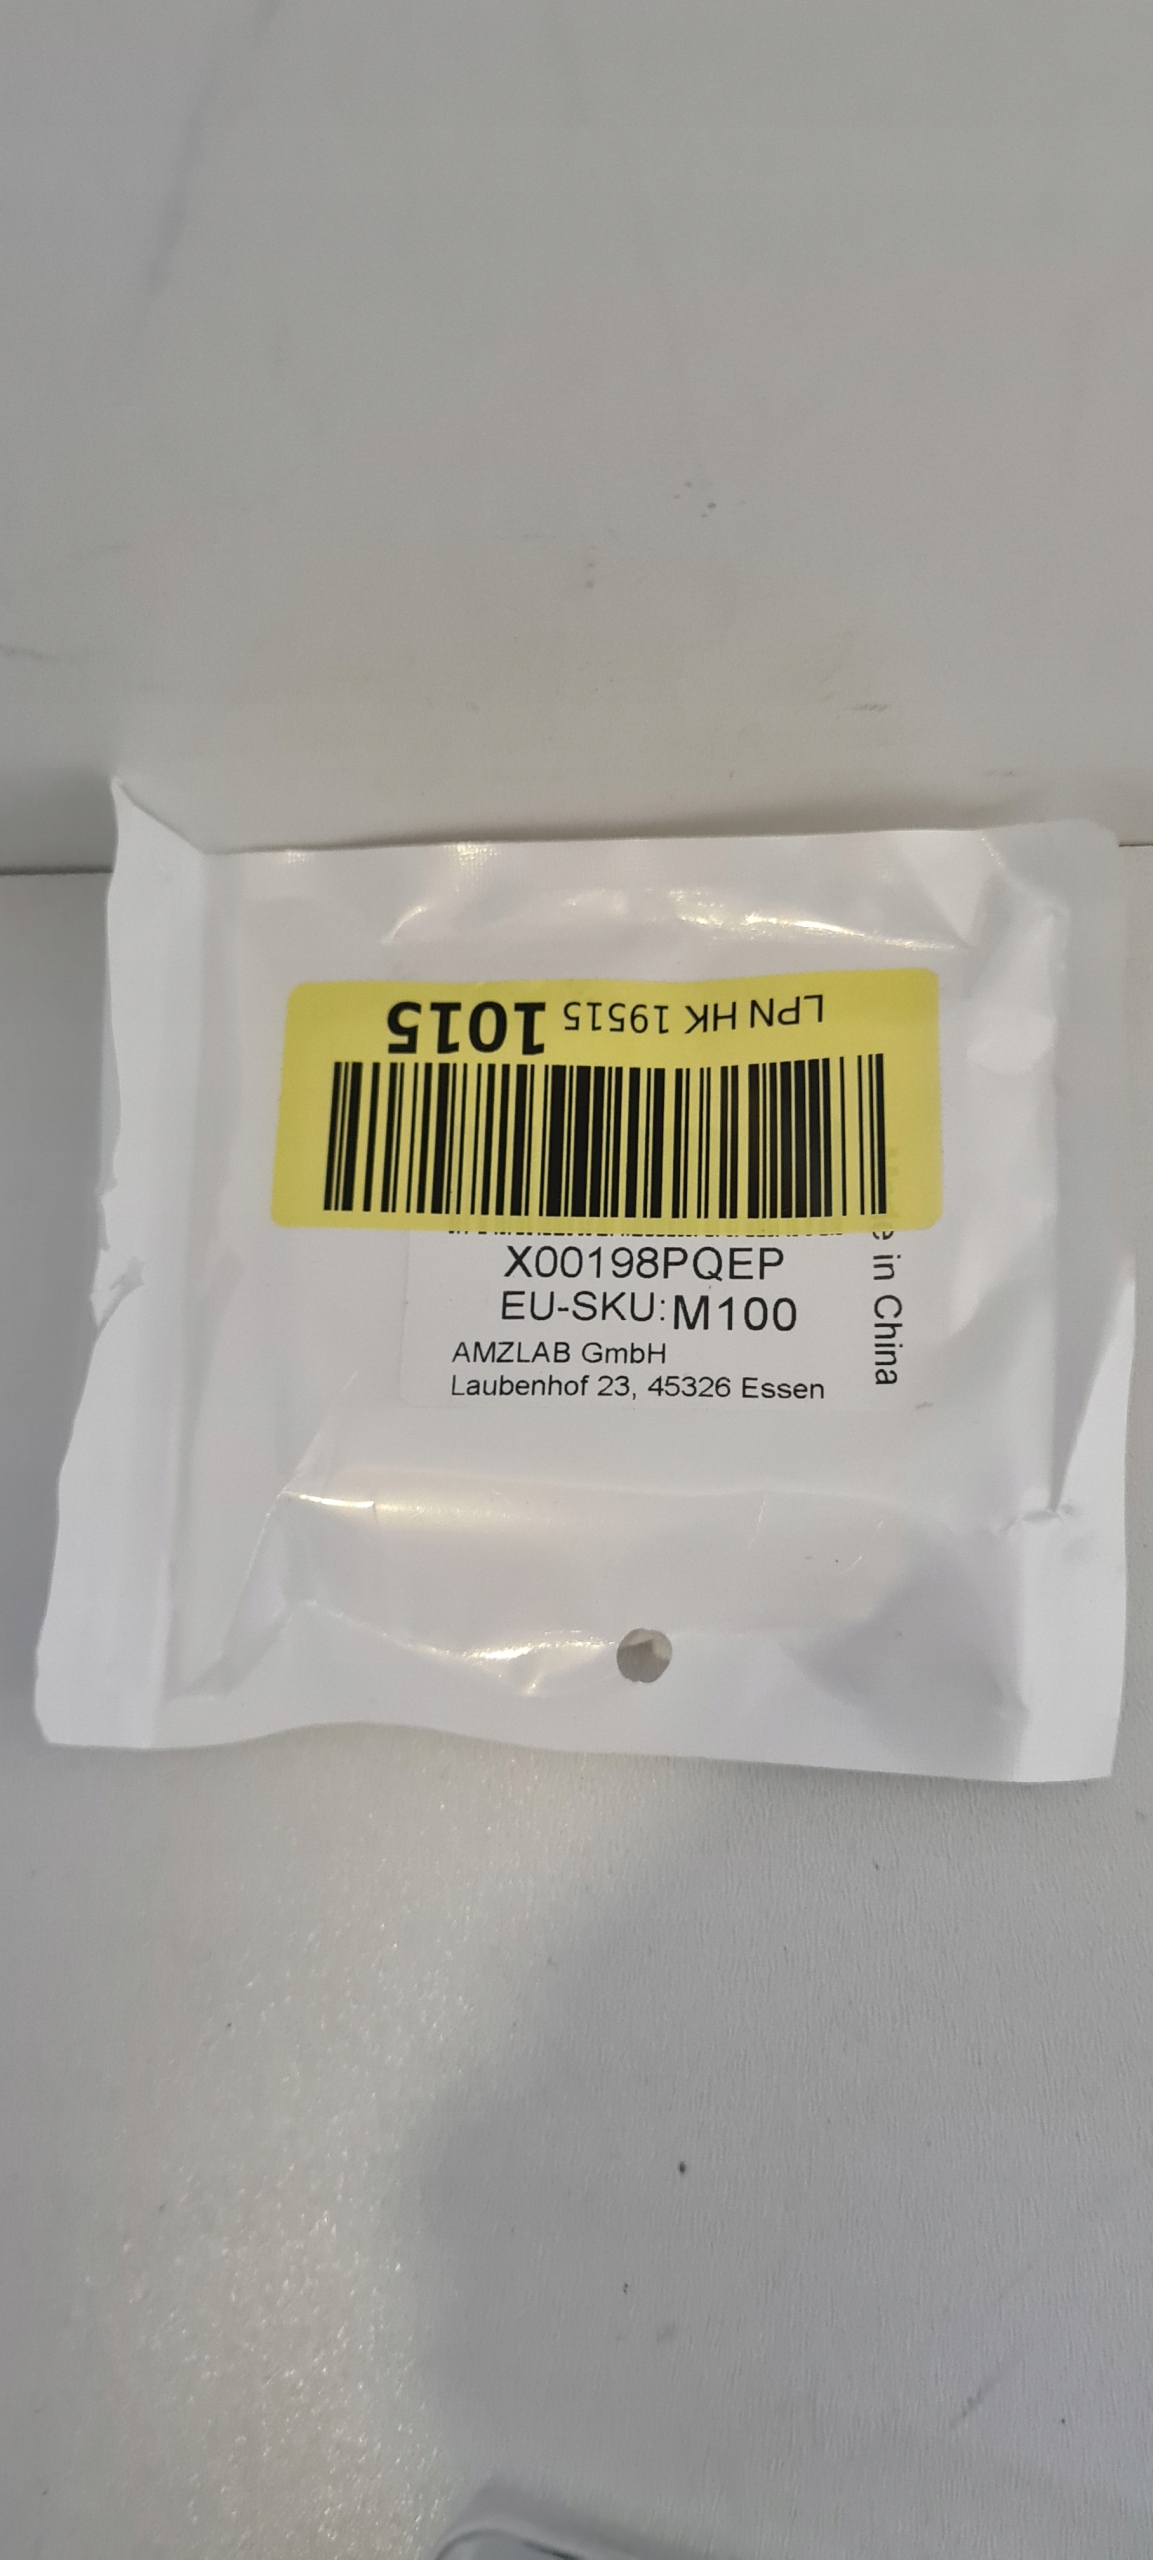 LPN HK 19515 1015
X00198PQEP
EU-SKU: M100
AMZLAB GmbH
Laubenhof 23, 45326 Essen
in China